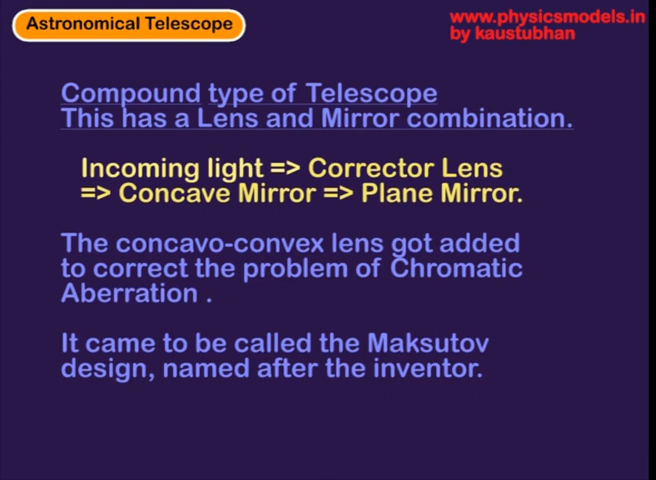 Astronomical Telescope
www.physicsmodels.in
by kaustubhan
Compound type of Telescope
This has a Lens and Mirror combination.
Incoming light => Corrector Lens
=> Concave Mirror => Plane Mirror.
The concavo-convex lens got added
to correct the problem of Chromatic
Aberration .
It came to be called the Maksutov
design, named after the inventor.